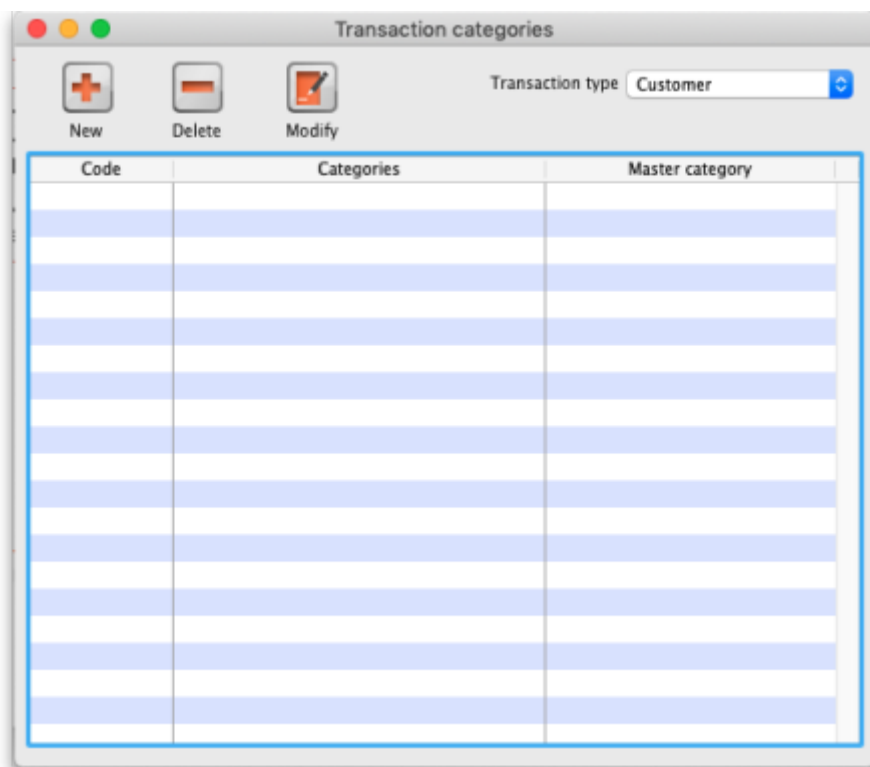 Transaction categories
Transaction type Customer
New Delete Modify
Code Categories Master category